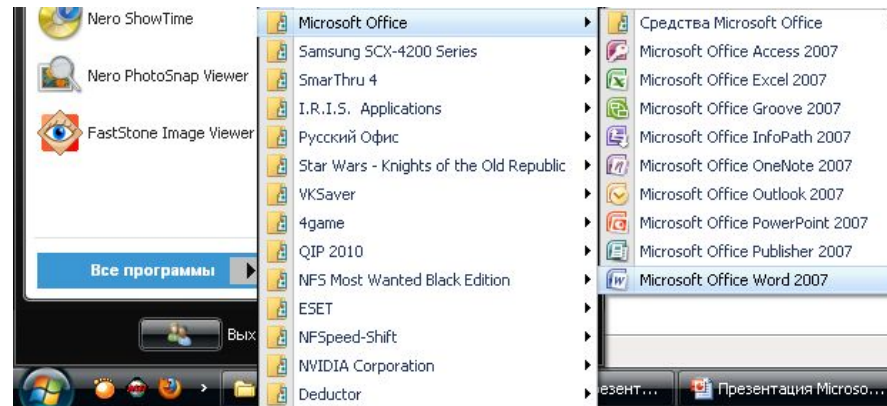 Nero ShowTime
Nero PhotoSnap Viewer
FastStone Image Viewer
Все программы
Вых
Microsoft Office
Samsung SCX-4200 Series
SmarThru 4
I.R.I.S. Applications
Русский Офис
Star Wars - Knights of the Old Republic
VKSaver
4game
QIP 2010
NFS Most Wanted Black Edition
ESET
NFSpeed-Shift
NVIDIA Corporation
Deductor
Средства Microsoft Office
Microsoft Office Access 2007
Microsoft Office Excel 2007
Microsoft Office Groove 2007
Microsoft Office InfoPath 2007
Microsoft Office OneNote 2007
Microsoft Office Outlook 2007
Microsoft Office PowerPoint 2007
Microsoft Office Publisher 2007
Microsoft Office Word 2007
езент...
Презентация Microso...